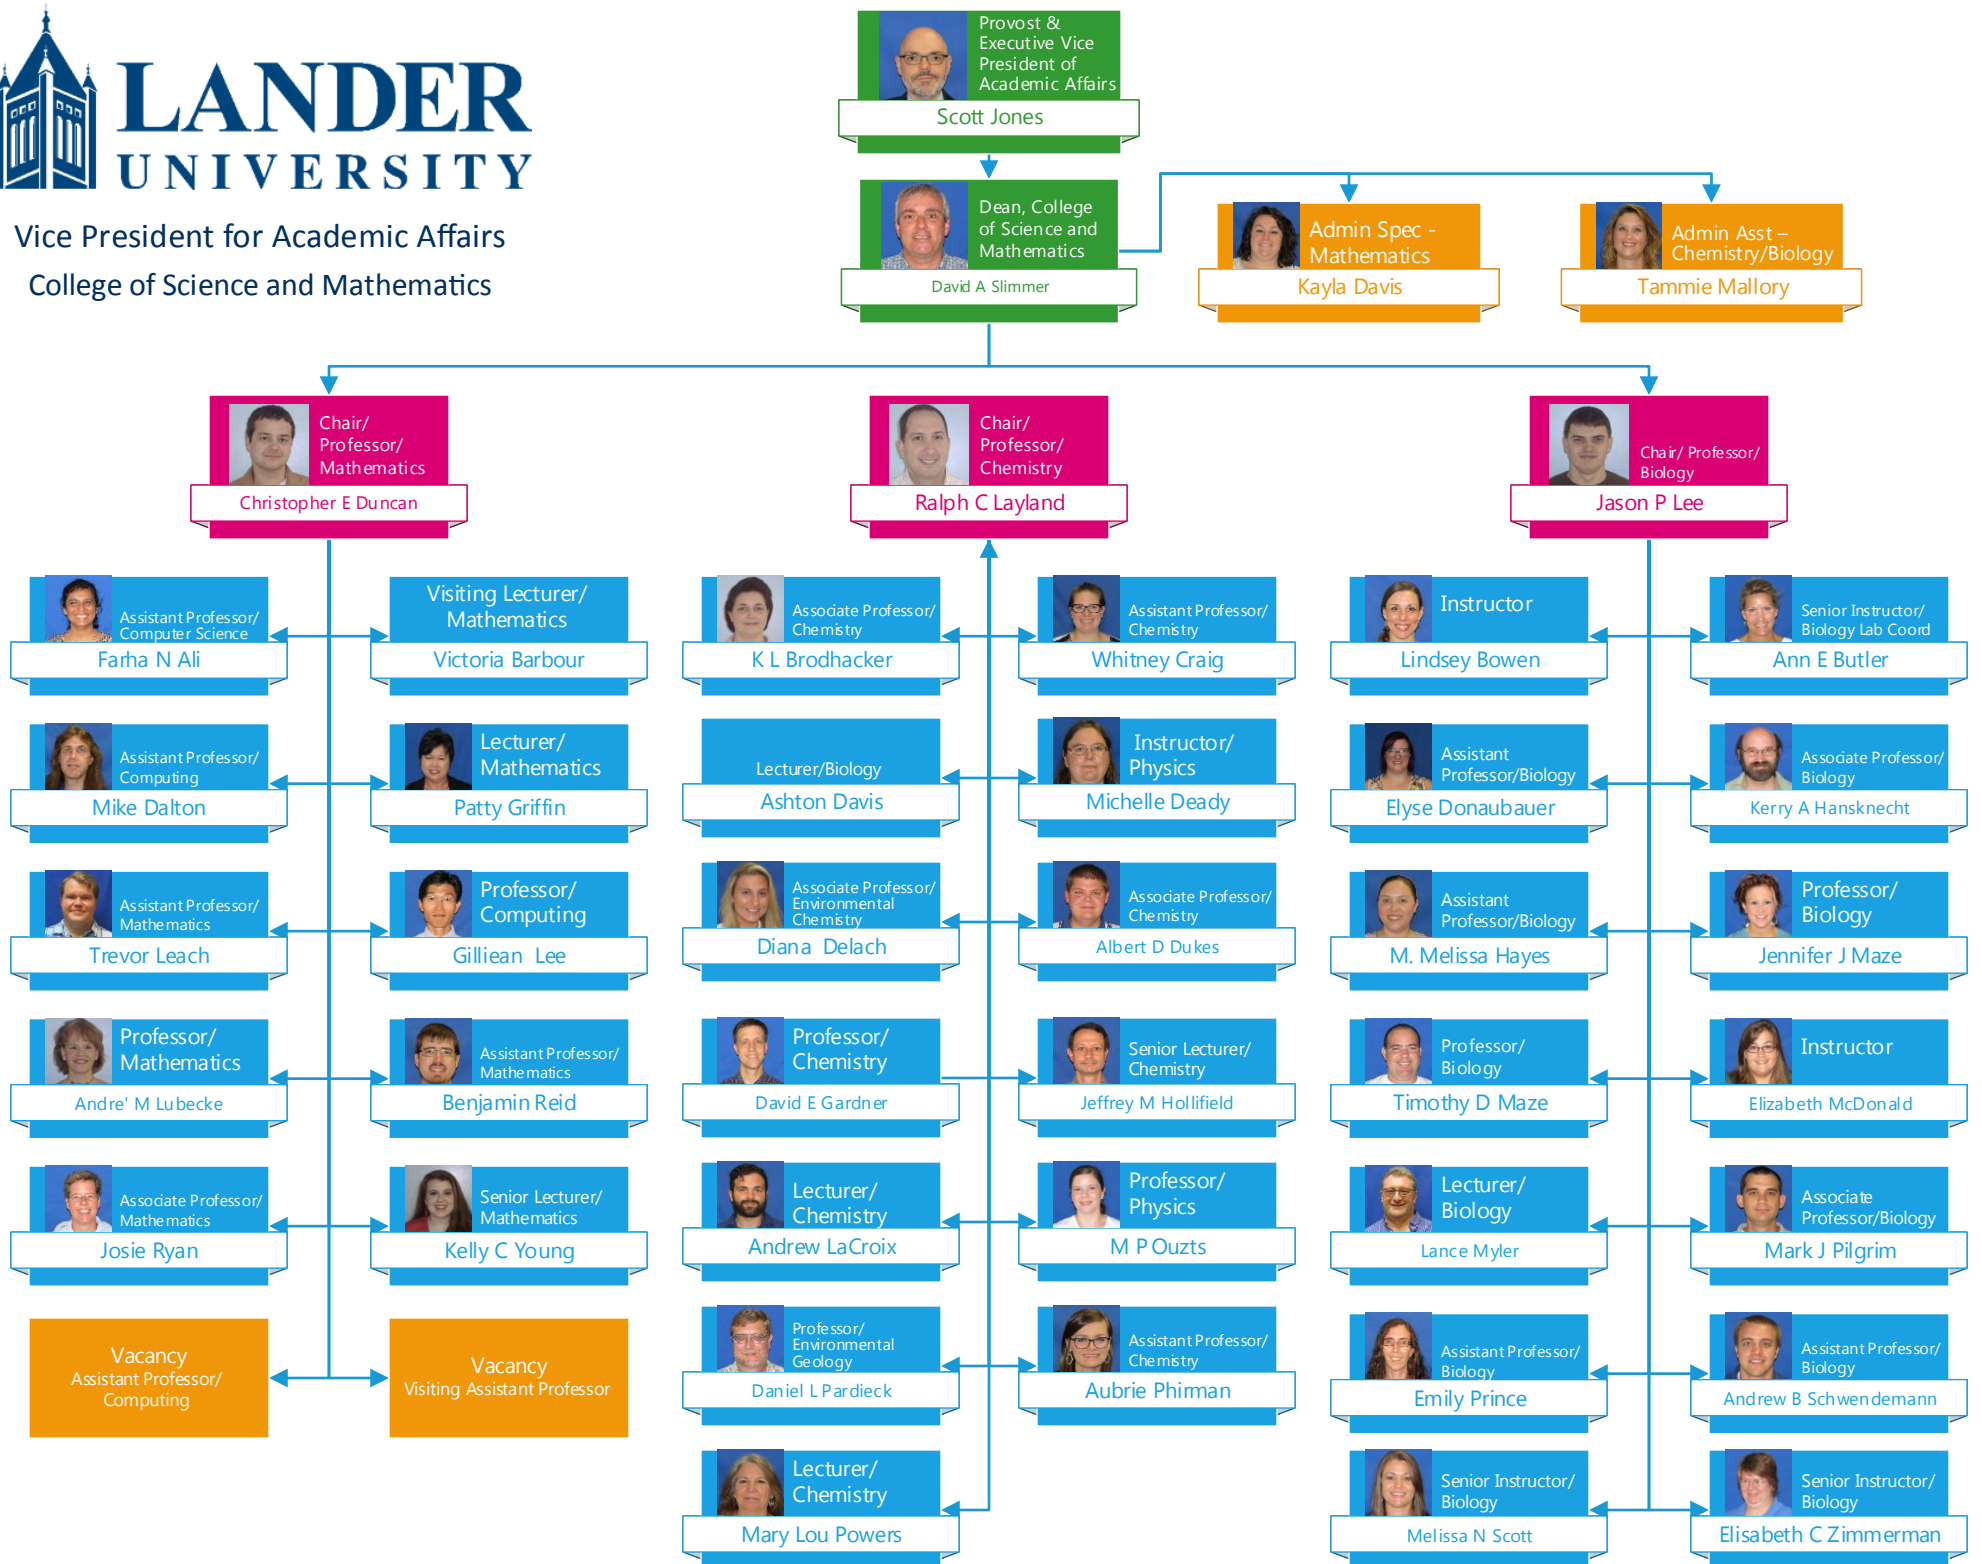 LANDER
UNIVERSITY
Vice President for Academic Affairs
College of Science and Mathematics
Provost &
Executive Vice
President of
Academic Affairs
Scott Jones
Dean, College
of Science and
Mathematics
David A Slimmer
Admin Spec -
Mathematics
Kayla Davis
Admin Asst –
Chemistry/Biology
Tammie Mallory
Chair/
Professor/
Mathematics
Christopher E Duncan
Chair/
Professor/
Chemistry
Ralph C Layland
Chair/ Professor/
Biology
Jason P Lee
Assistant Professor/
Computer Science
Farha N Ali
Visiting Lecturer/
Mathematics
Victoria Barbour
Assistant Professor/
Computing
Mike Dalton
Lecturer/
Mathematics
Patty Griffin
Assistant Professor/
Mathematics
Trevor Leach
Professor/
Computing
Gilliean Lee
Professor/
Mathematics
Andre' M Lubecke
Assistant Professor/
Mathematics
Benjamin Reid
Associate Professor/
Mathematics
Josie Ryan
Senior Lecturer/
Mathematics
Kelly C Young
Vacancy
Assistant Professor/
Computing
Vacancy
Visiting Assistant Professor
Associate Professor/
Chemistry
K L Brodhacker
Assistant Professor/
Chemistry
Whitney Craig
Lecturer/Biology
Ashton Davis
Instructor/
Physics
Michelle Deady
Associate Professor/
Environmental
Chemistry
Diana Delach
Associate Professor/
Chemistry
Albert D Dukes
Professor/
Chemistry
David E Gardner
Senior Lecturer/
Chemistry
Jeffrey M Hollifield
Lecturer/
Chemistry
Andrew LaCroix
Professor/
Physics
M P Ouzts
Professor/
Environmental
Geology
Daniel L Pardieck
Assistant Professor/
Chemistry
Aubrie Phirman
Lecturer/
Chemistry
Mary Lou Powers
Instructor
Lindsey Bowen
Senior Instructor/
Biology Lab Coord
Ann E Butler
Assistant
Professor/Biology
Elyse Donaubauer
Associate Professor/
Biology
Kerry A Hansknecht
Assistant
Professor/Biology
M. Melissa Hayes
Professor/
Biology
Jennifer J Maze
Professor/
Biology
Timothy D Maze
Instructor
Elizabeth McDonald
Lecturer/
Biology
Lance Myler
Associate
Professor/Biology
Mark J Pilgrim
Assistant Professor/
Biology
Emily Prince
Assistant Professor/
Biology
Andrew B Schwendemann
Senior Instructor/
Biology
Melissa N Scott
Senior Instructor/
Biology
Elisabeth C Zimmerman